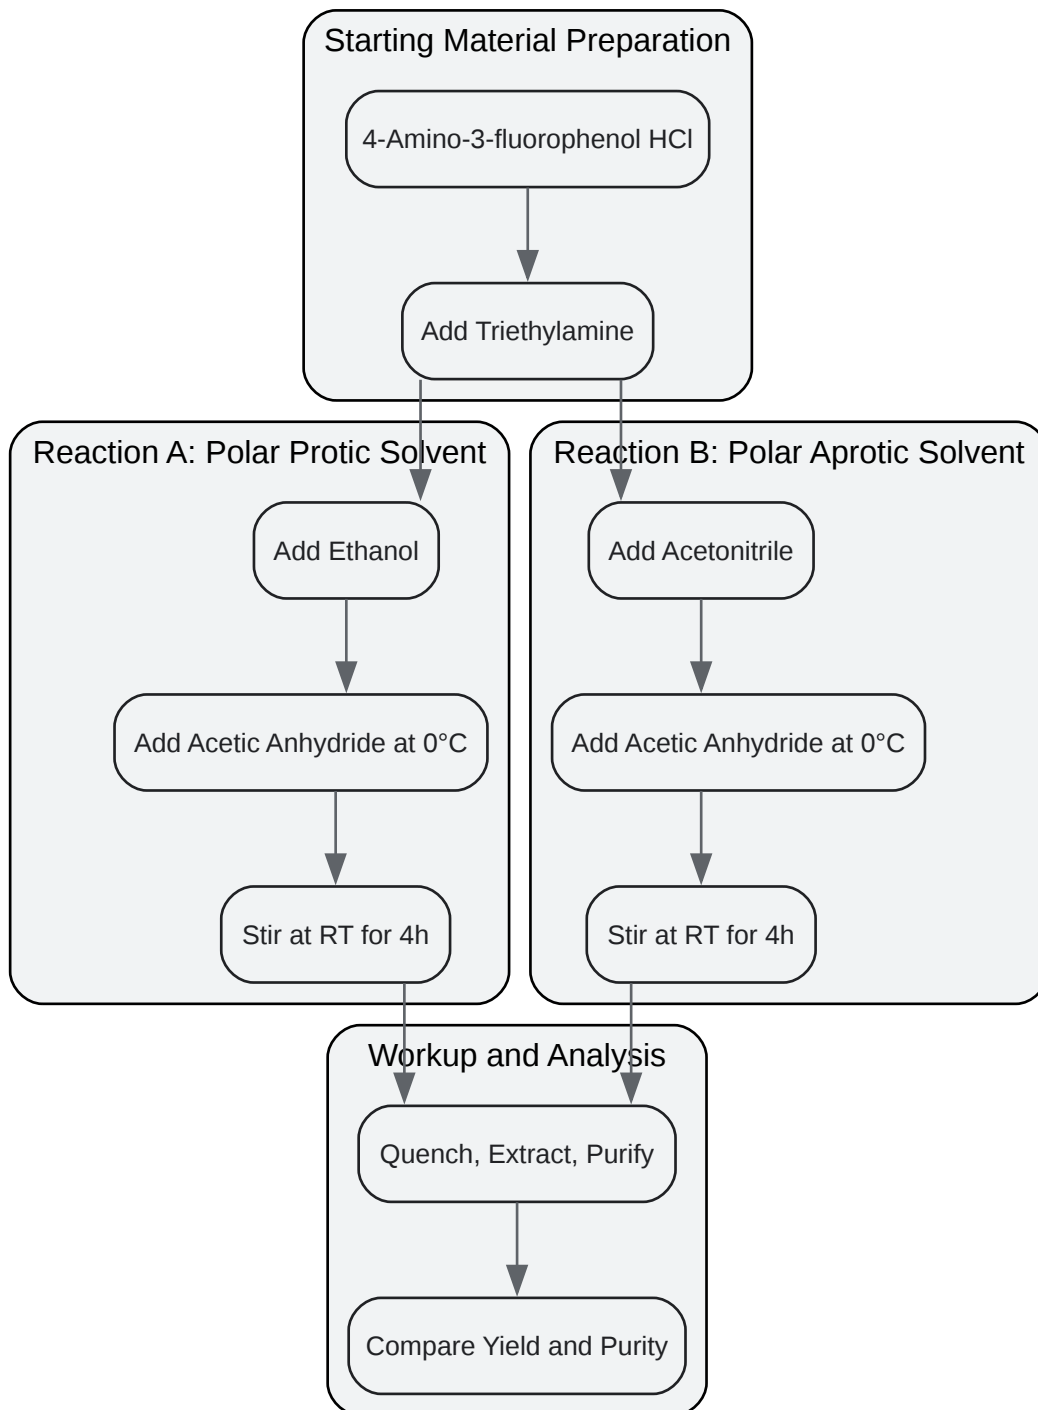 Starting Material Preparation
4-Amino-3-fluorophenol HCl
Add Triethylamine
Reaction A: Polar Protic Solvent
Add Ethanol
Add Acetic Anhydride at 0°C
Stir at RT for 4h
Reaction B: Polar Aprotic Solvent
Add Acetonitrile
Add Acetic Anhydride at 0°C
Stir at RT for 4h
Workup and Analysis
Quench, Extract, Purify
Compare Yield and Purity